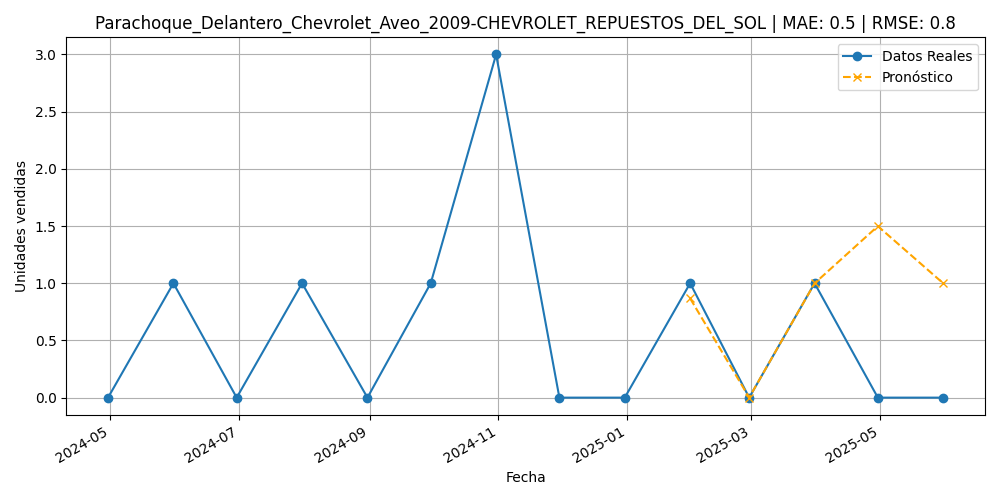 Parachoque_Delantero_Chevrolet_Aveo_2009-CHEVROLET_REPUESTOS_DEL_SOL | MAE: 0.5 | RMSE: 0.8
Datos Reales
Pronóstico
Unidades vendidas
3.0
2.5
2.0
1.5
1.0
0.5
0.0
2024-05
2024-07
2024-09
2024-11
2025-01
2025-03
2025-05
Fecha